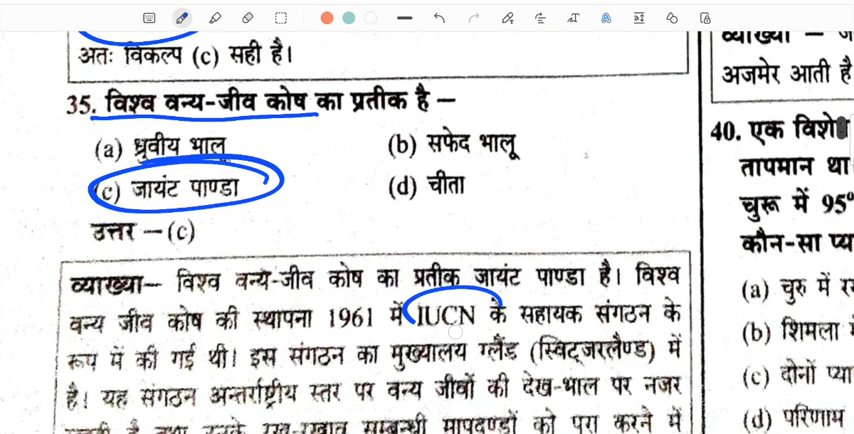 अतः विकल्प (c) सही है।
35. विश्व वन्य-जीव कोष का प्रतीक है –
(a) ध्रुवीय भालू
(b) सफेद भालू
(c) जायंट पाण्डा
(d) चीता
उत्तर –(c)
व्याख्या– विश्व वन्य-जीव कोष का प्रतीक जायंट पाण्डा है। विश्व
वन्य जीव कोष की स्थापना 1961 में IUCN के सहायक संगठन के
रूप में की गई थी। इस संगठन का मुख्यालय ग्लैंड (स्विट्जरलैण्ड) में
है। यह संगठन अन्तर्राष्ट्रीय स्तर पर वन्य जीवों की देख-भाल पर नजर
मापदण्डों को पूरा करने में
व्याख्या –
अजमेर आती है
40. एक
तापमान था
चुरू में 95°
कौन-सा
(a) चुरु में
(b) शिमला
(c) दोनों
(d) परिणाम